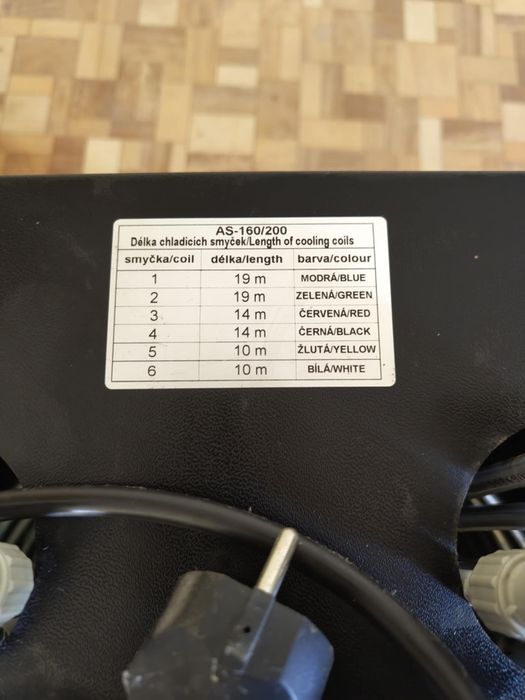 AS-160/200
Délka chladicích smyček/Length of cooling coils
smyčka/coil délka/length barva/colour
1 19 m MODRÁ/BLUE
2 19 m ZELENÁ/GREEN
3 14 m ČERVENÁ/RED
4 14 m ČERNÁ/BLACK
5 10 m ŽLUTÁ/YELLOW
6 10 m BÍLÁ/WHITE